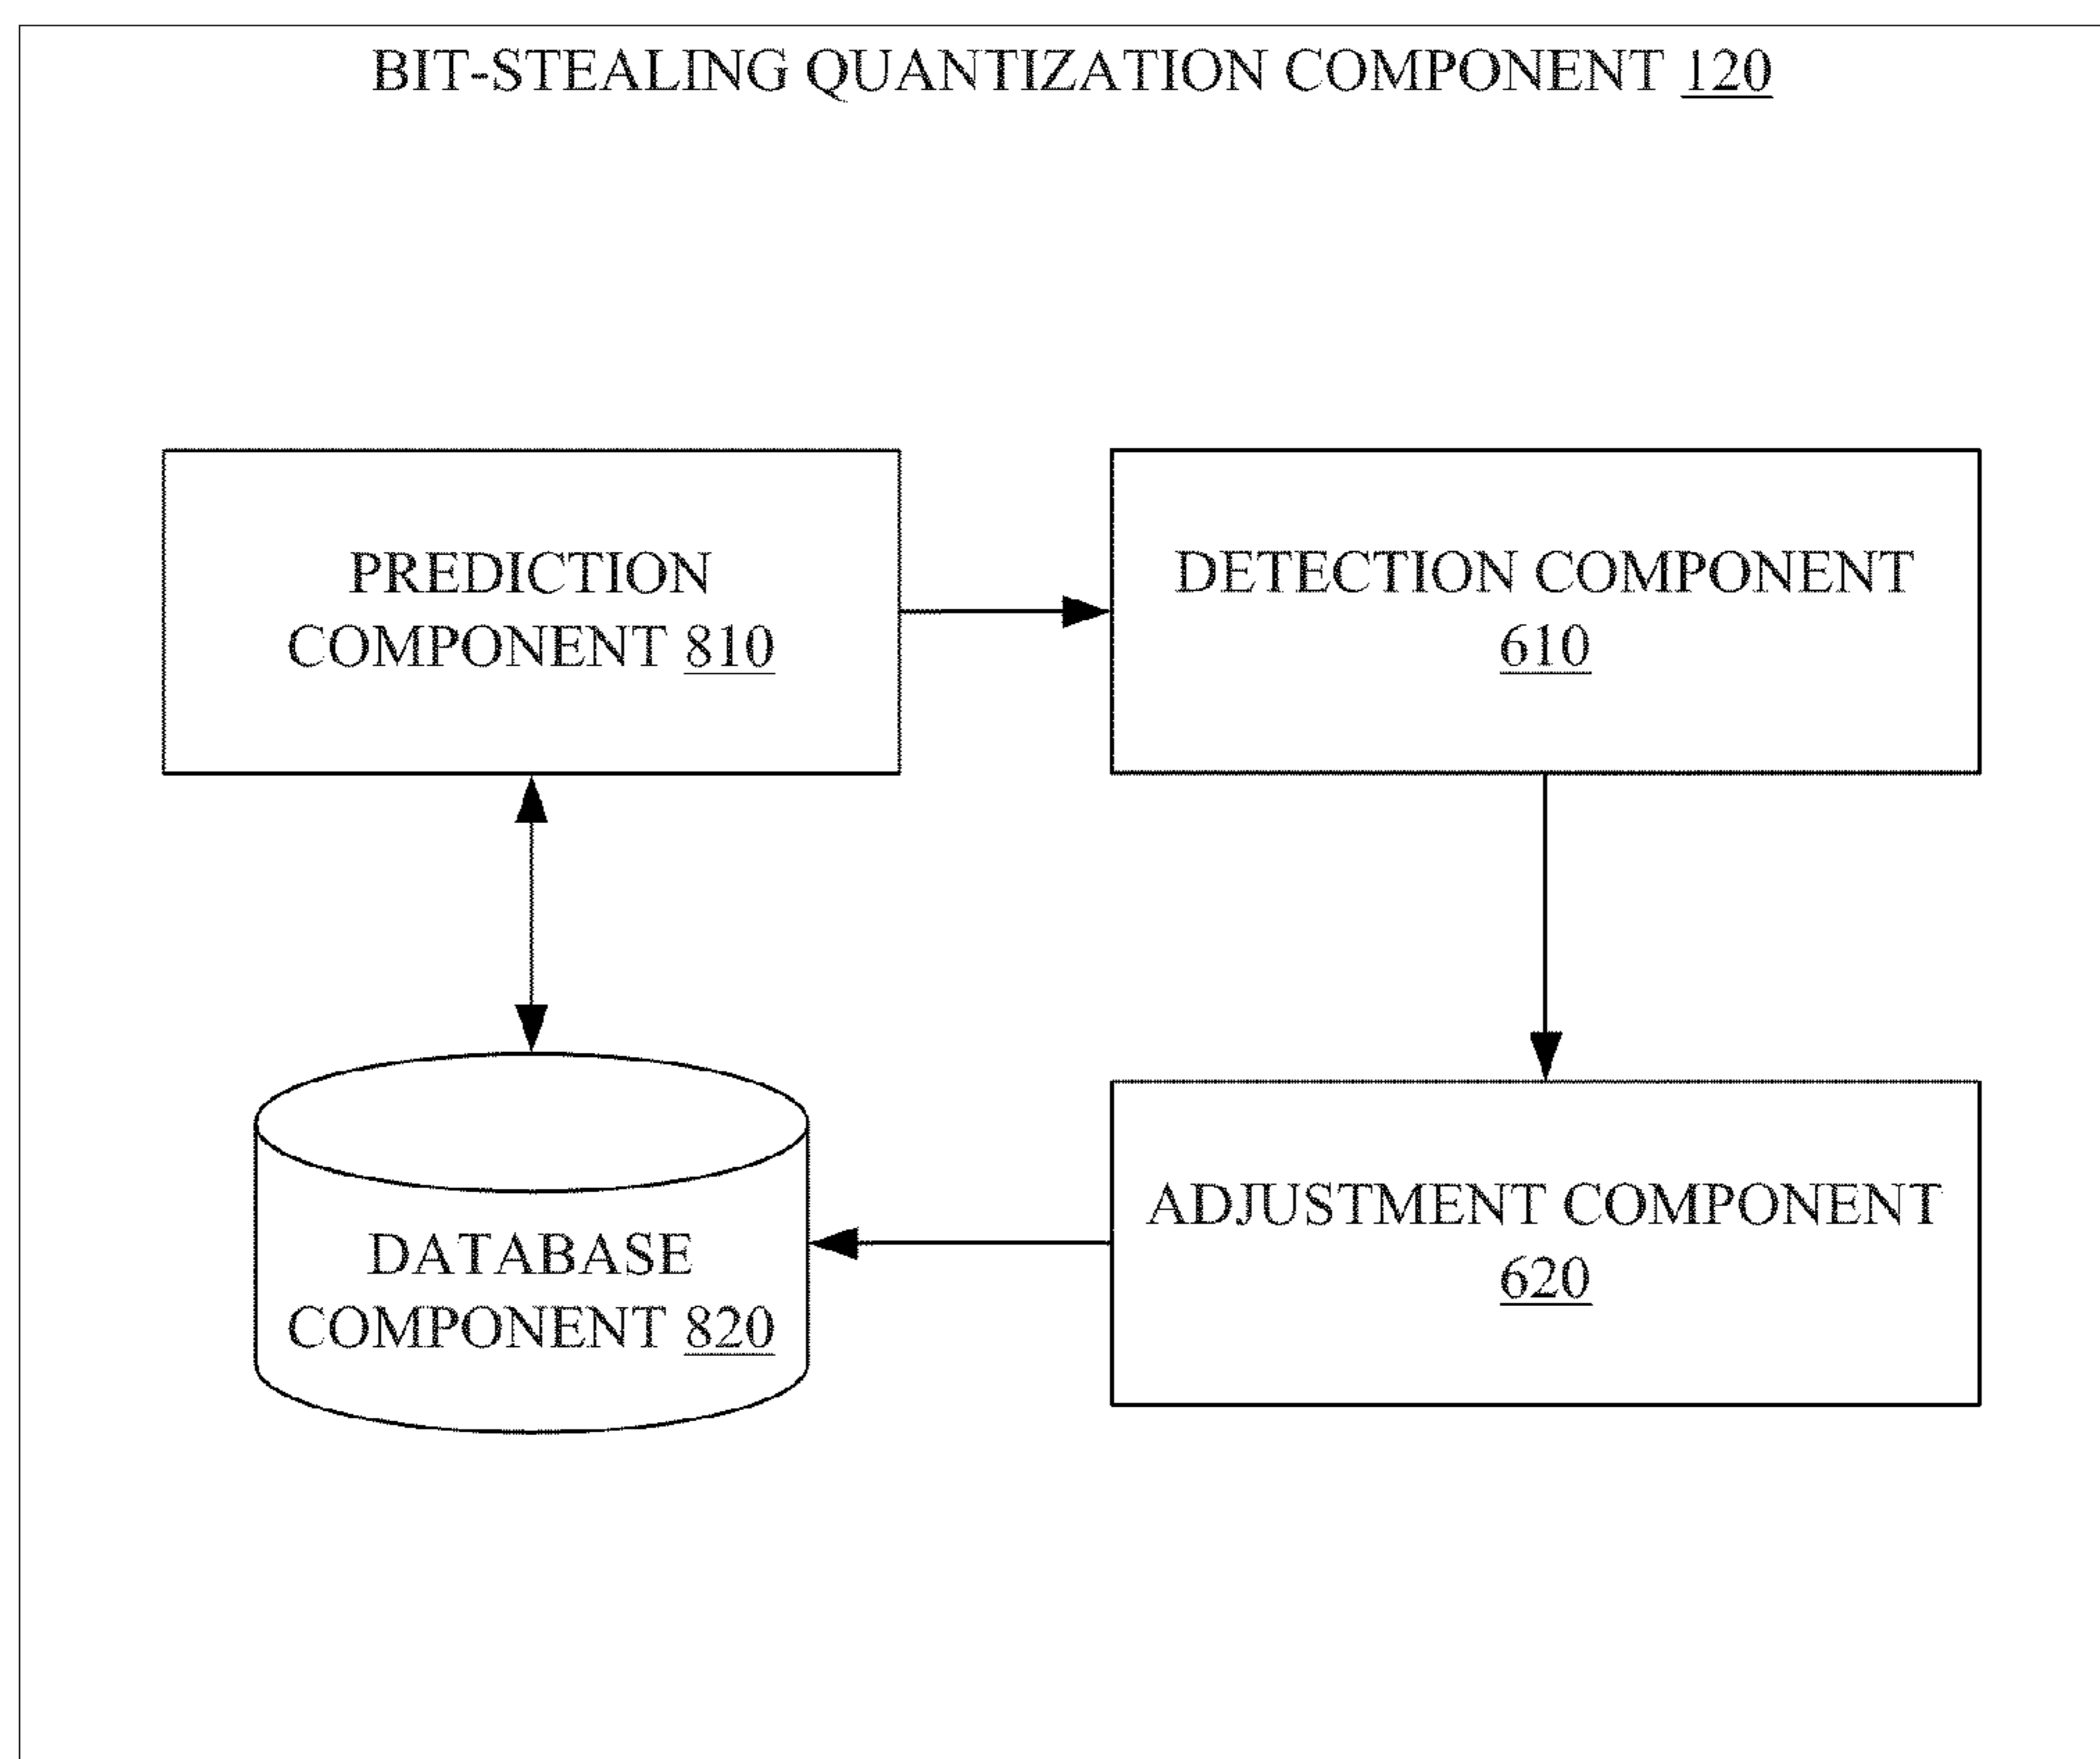 BIT-STEALING QUANTIZATION COMPONENT 120
PREDICTION
COMPONENT 810
DETECTION COMPONENT
610
DATABASE
COMPONENT 820
ADJUSTMENT COMPONENT
620